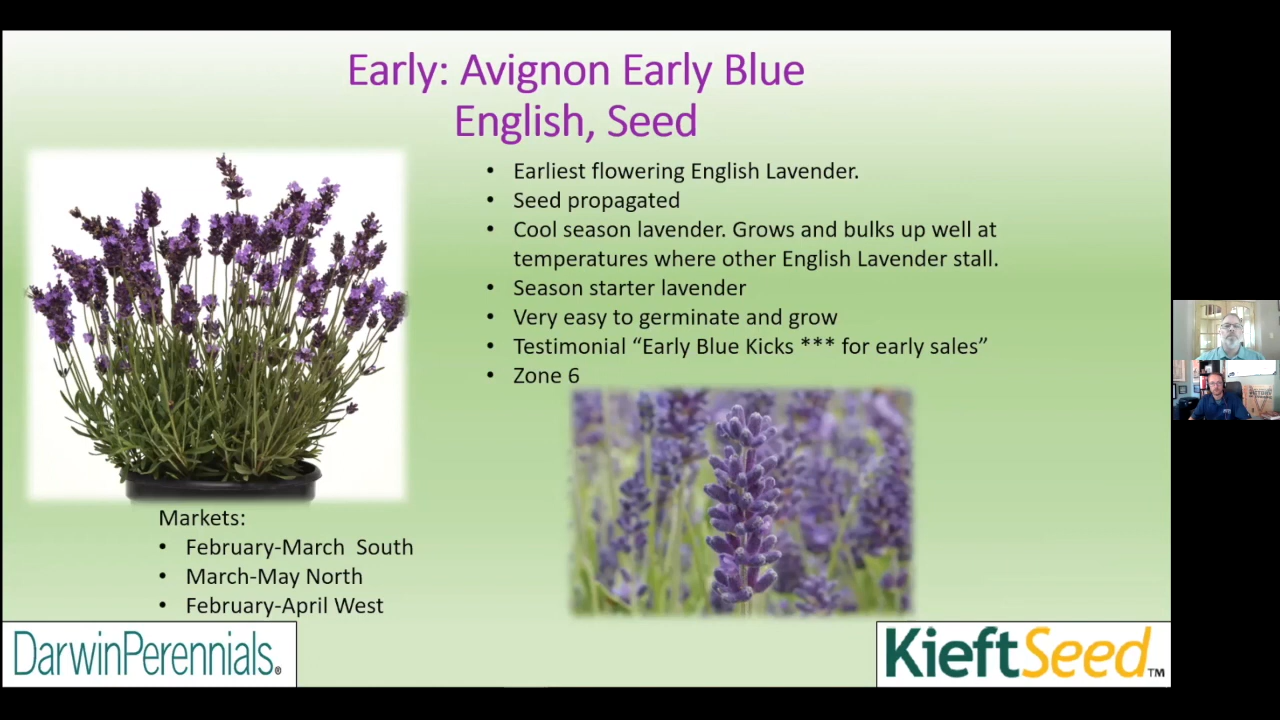 Early: Avignon Early Blue
English, Seed
• Earliest flowering English Lavender.
• Seed propagated
• Cool season lavender. Grows and bulks up well at
temperatures where other English Lavender stall.
• Season starter lavender
• Very easy to germinate and grow
• Testimonial “Early Blue Kicks *** for early sales”
• Zone 6
Markets:
• February-March South
• March-May North
• February-April West
DarwinPerennials®
KieftSeed™